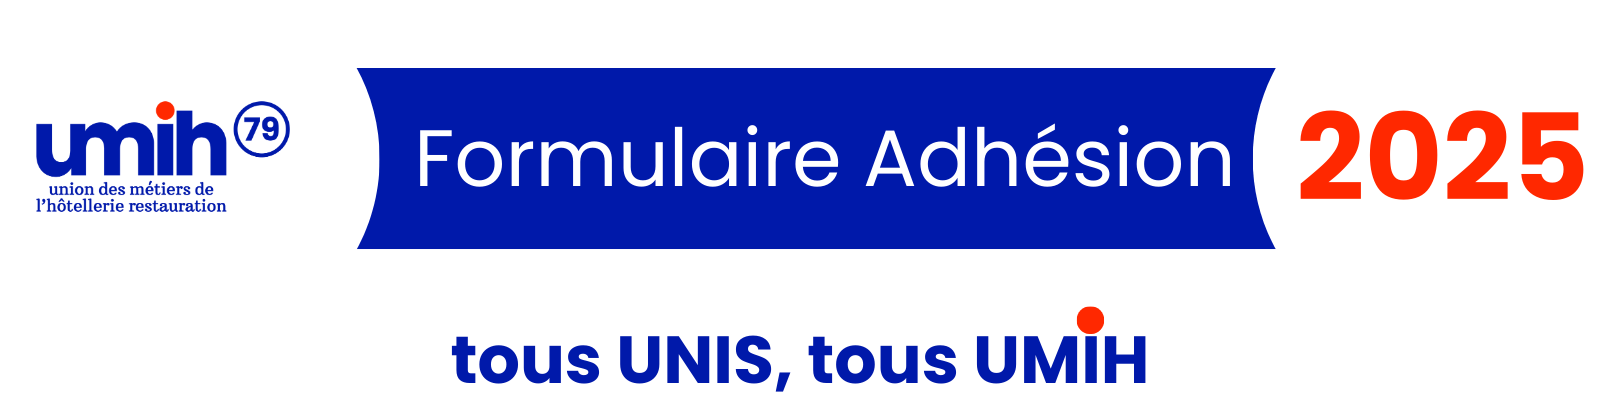 umih 79
union des métiers de
l'hôtellerie restauration
Formulaire Adhésion 2025
tous UNIS, tous UMiH